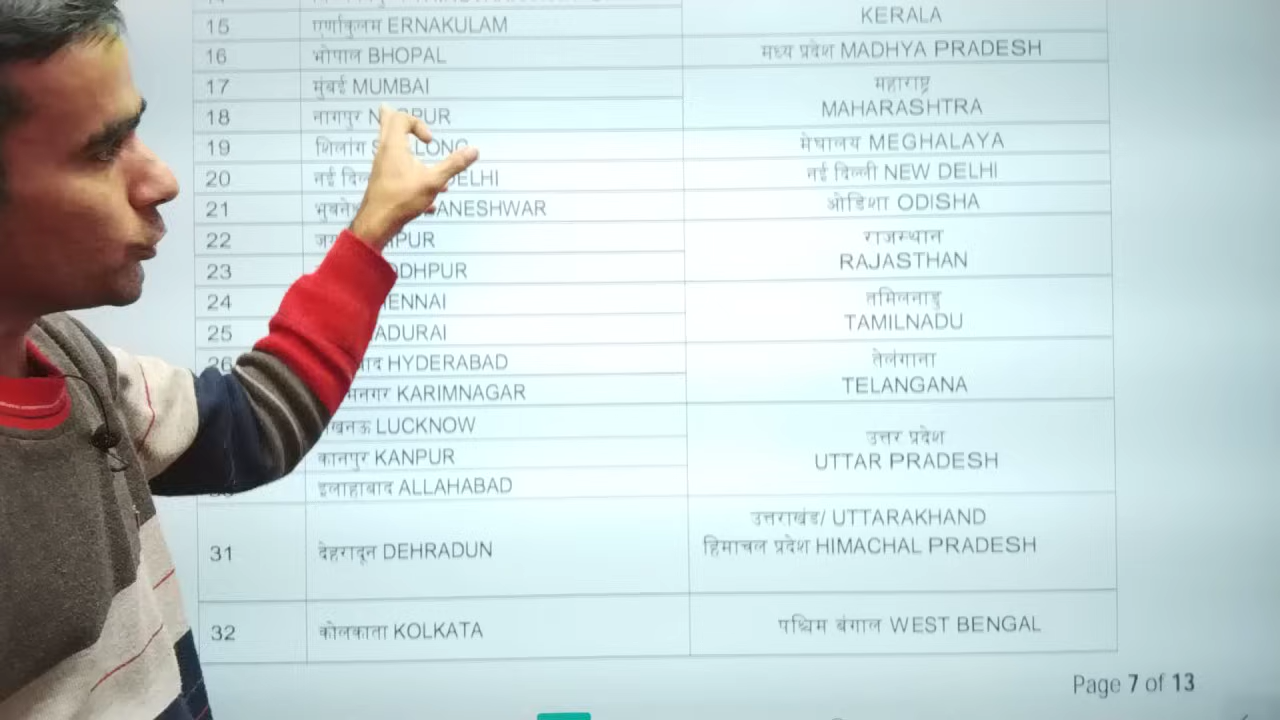 15 एर्णाकुलम ERNAKULAM
KERALA
16 भोपाल BHOPAL
मध्य प्रदेश MADHYA PRADESH
17 मुंबई MUMBAI
महाराष्ट्र
MAHARASHTRA
18 नागपुर
19 शिलांग
मेघालय MEGHALAYA
20 नई
नई दिल्ली NEW DELHI
21
ओडिशा ODISHA
22
राजस्थान
RAJASTHAN
23
24
तमिलनाडु
TAMILNADU
25
26 HYDERABAD
तेलंगाना
TELANGANA
KARIMNAGAR
LUCKNOW
उत्तर प्रदेश
UTTAR PRADESH
कानपुर KANPUR
इलाहाबाद ALLAHABAD
31 देहरादून DEHRADUN
उत्तराखंड/ UTTARAKHAND
हिमाचल प्रदेश HIMACHAL PRADESH
32 कोलकाता KOLKATA
पश्चिम बंगाल WEST BENGAL
Page 7 of 13